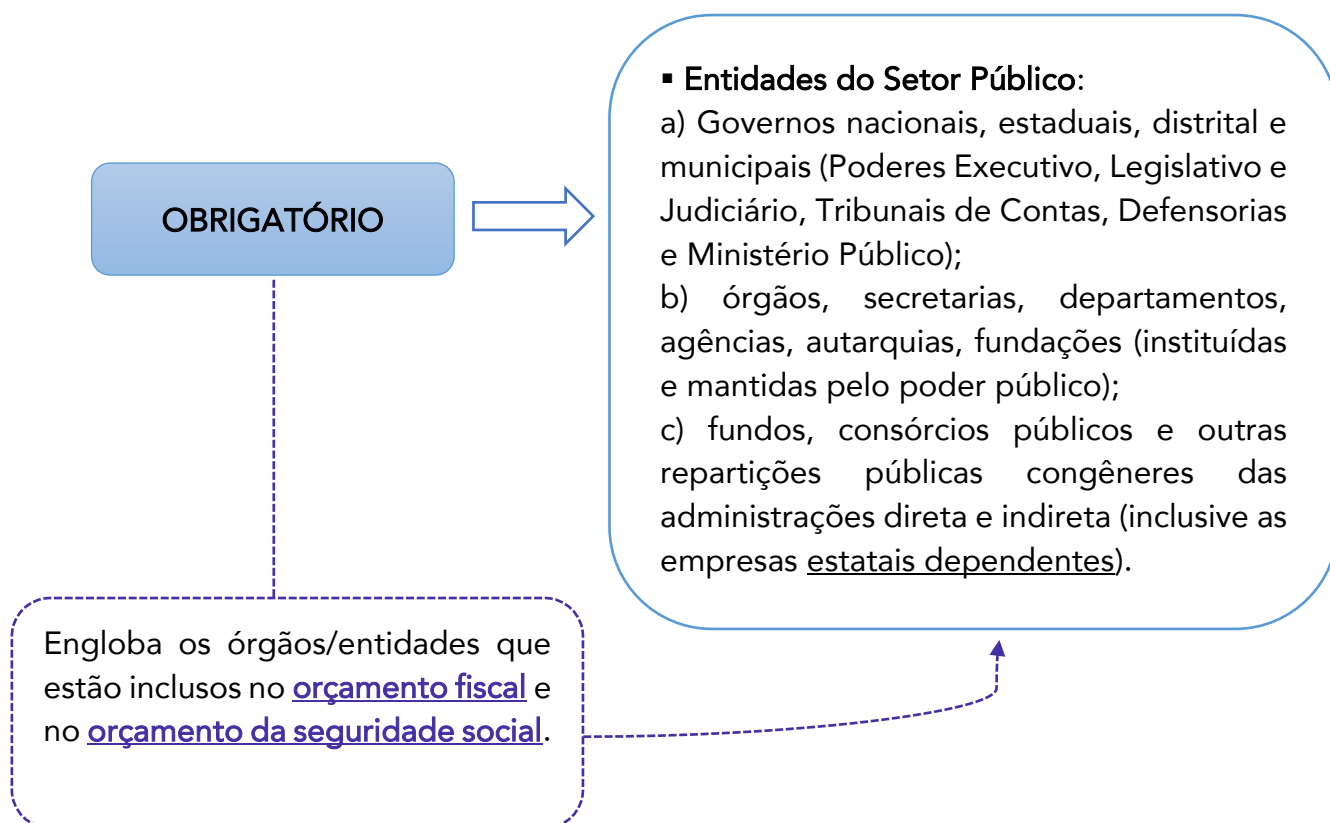 OBRIGATÓRIO
▪ Entidades do Setor Público:
a) Governos nacionais, estaduais, distrital e
municipais (Poderes Executivo, Legislativo e
Judiciário, Tribunais de Contas, Defensorias
e Ministério Público);
b) órgãos, secretarias, departamentos,
agências, autarquias, fundações (instituídas
e mantidas pelo poder público);
c) fundos, consórcios públicos e outras
repartições públicas congêneres das
administrações direta e indireta (inclusive as
empresas estatais dependentes).
Engloba os órgãos/entidades que
estão inclusos no orçamento fiscal e
no orçamento da seguridade social.